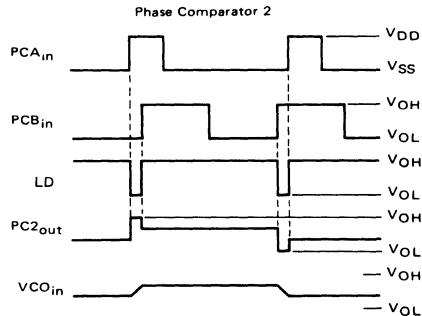 Phase Comparator 2
PCAin
VDD
VSS
PCBin
VOH
VOL
LD
VOH
VOL
PC2out
VOH
VOL
VCOin
VOH
VOL